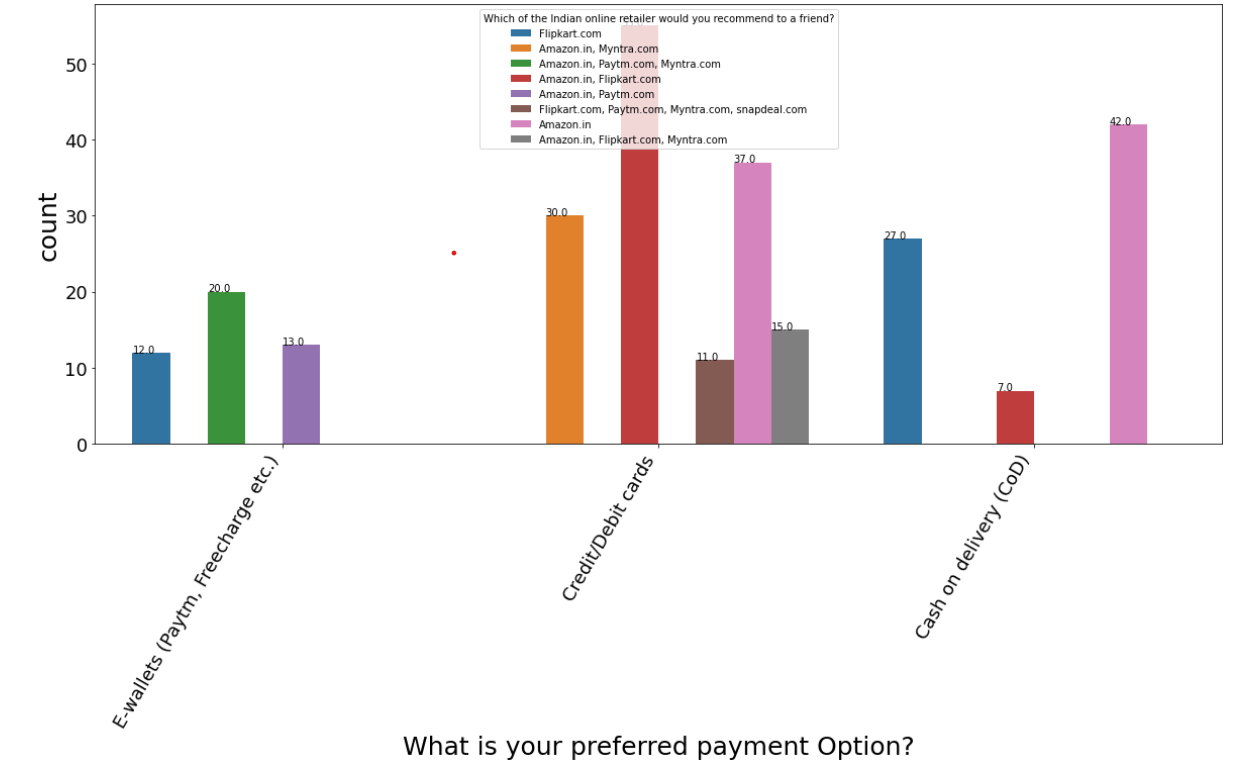 Which of the Indian online retailer would you recommend to a friend?
Flipkart.com
Amazon.in, Myntra.com
Amazon.in, Paytm.com, Myntra.com
Amazon.in, Flipkart.com
Amazon.in, Paytm.com
Flipkart.com, Paytm.com, Myntra.com, snapdeal.com
Amazon.in
Amazon.in, Flipkart.com, Myntra.com
50
40
30
20
10
0
count
12.0
20.0
13.0
30.0
11.0
37.0
15.0
27.0
7.0
42.0
E-wallets (Paytm, Freecharge etc.)
Credit/Debit cards
Cash on delivery (CoD)
What is your preferred payment Option?